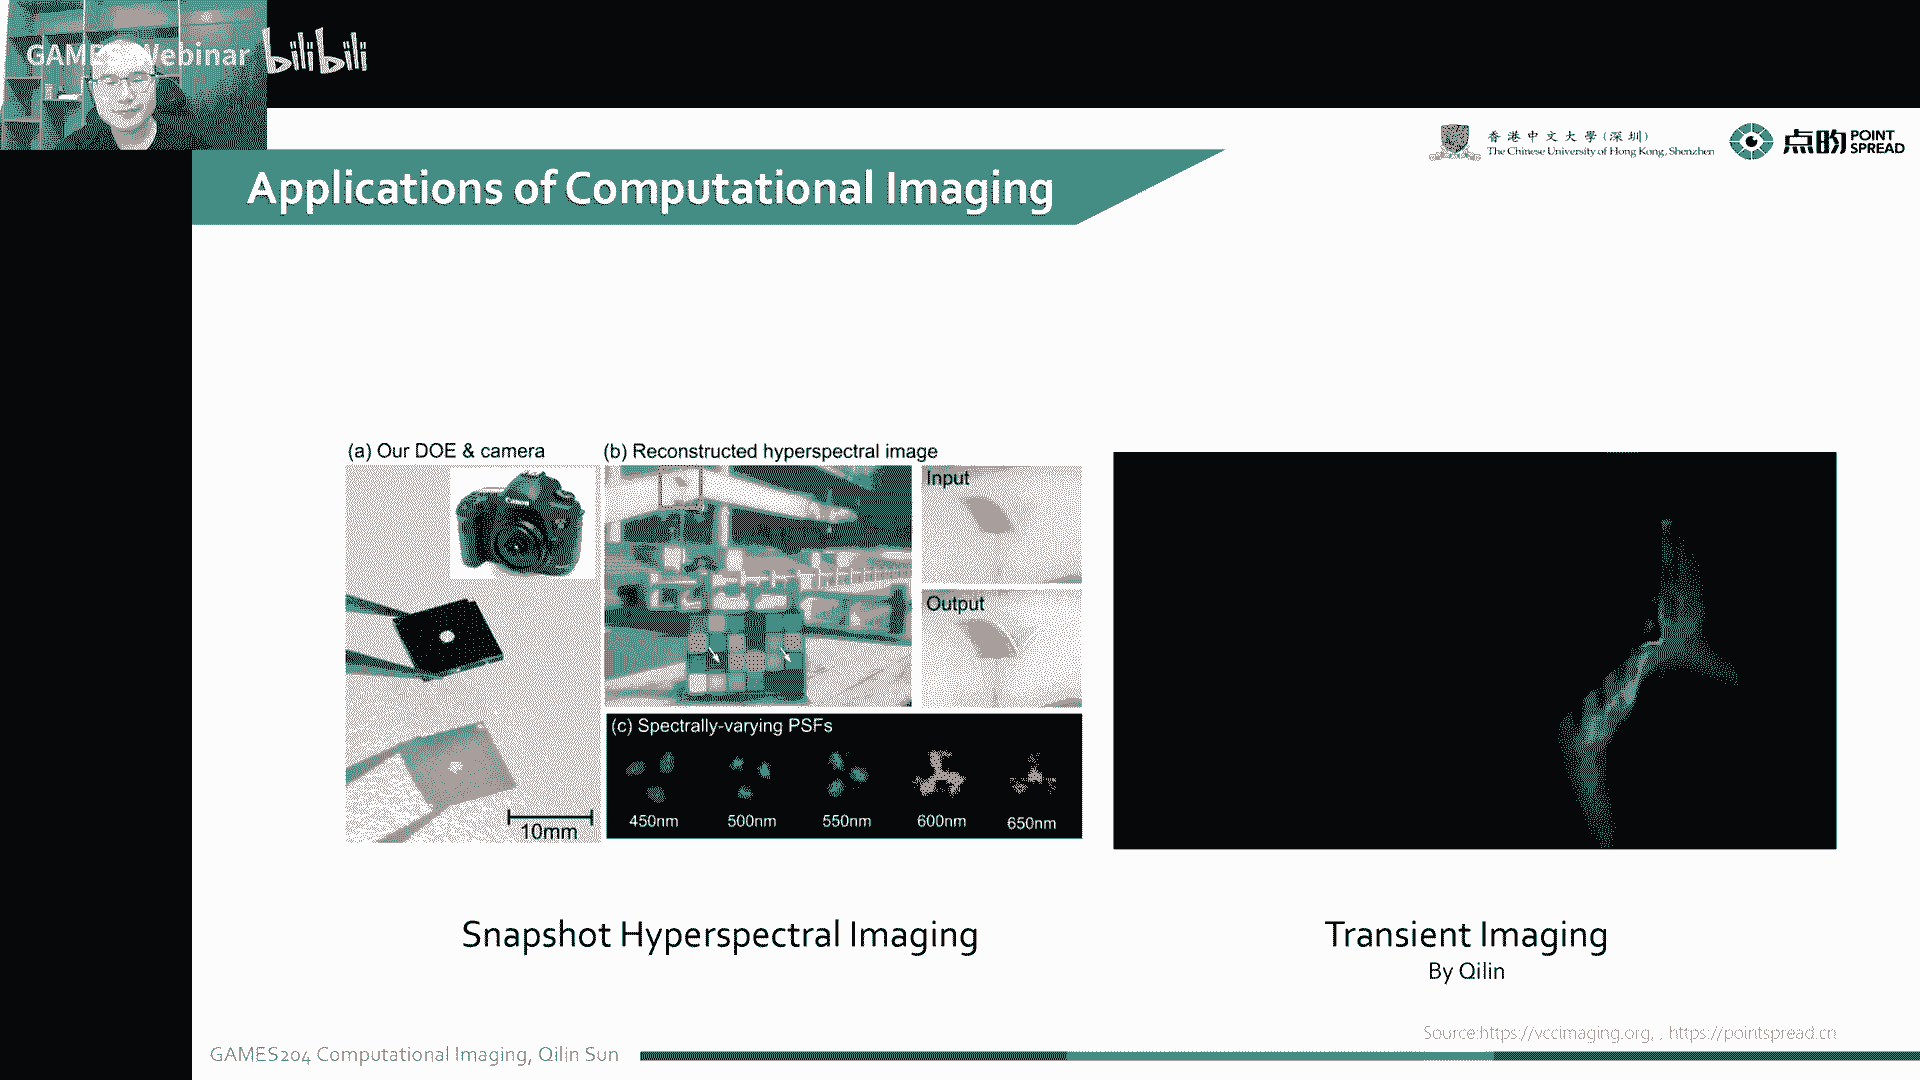 GAMES Webinar
bilibili
香港中文大學(深圳)
The Chinese University of Hong Kong, Shenzhen
点昀 POINT SPREAD
Applications of Computational Imaging
(a) Our DOE & camera
Canon
10mm
(b) Reconstructed hyperspectral image
Input
Output
(c) Spectrally-varying PSFs
450nm 500nm 550nm 600nm 650nm
Snapshot Hyperspectral Imaging
Transient Imaging
By Qilin
Source:https://vccimaging.org, , https://pointspread.cn
GAMES204 Computational Imaging, Qilin Sun